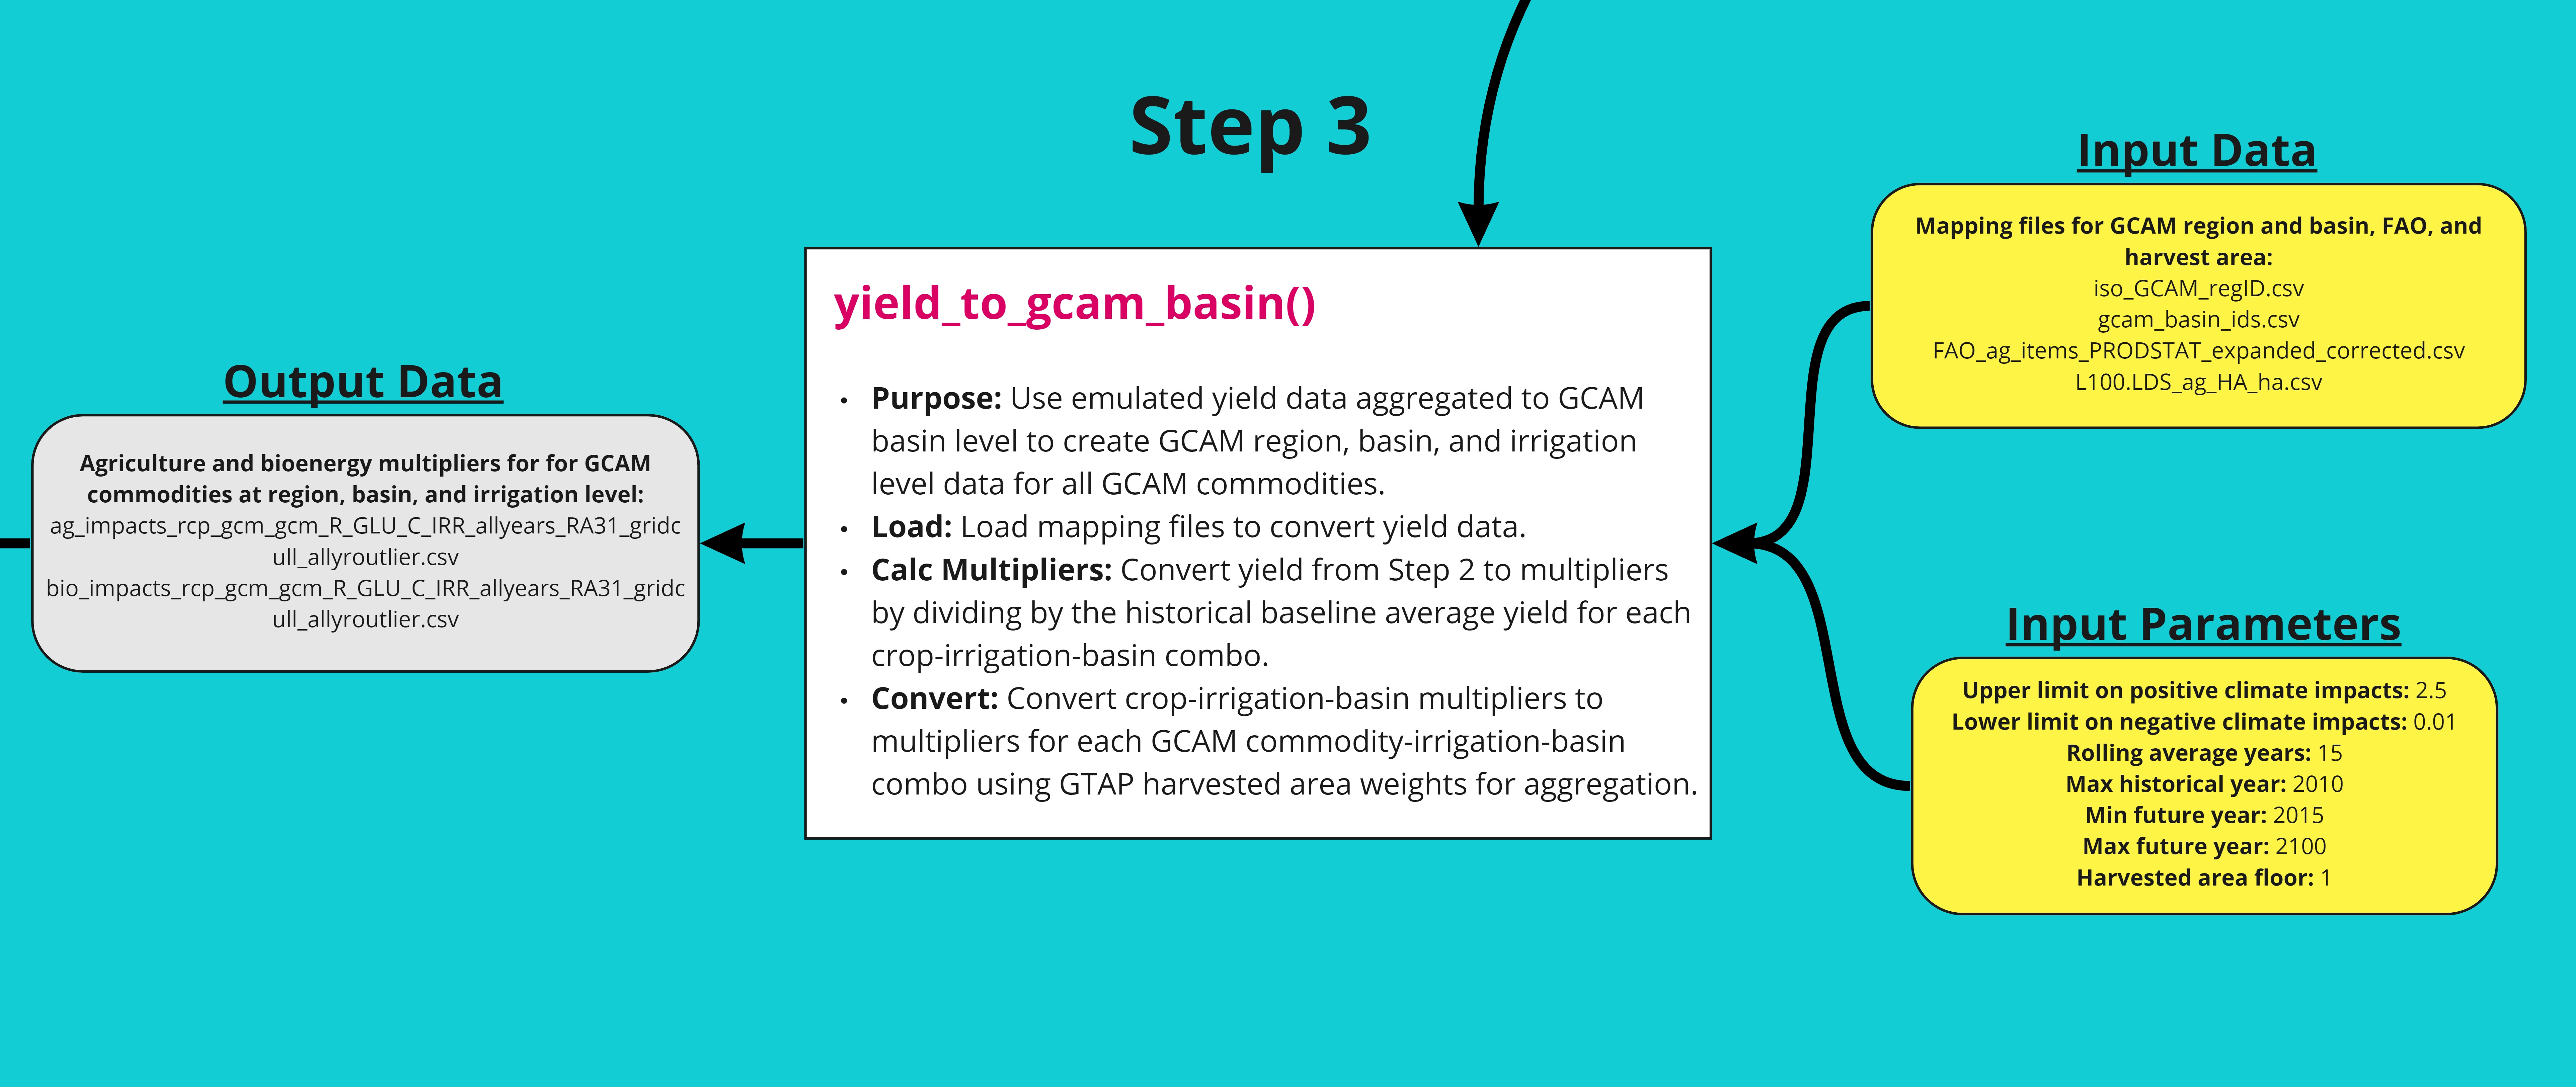 Step 3
Input Data
Mapping files for GCAM region and basin, FAO, and
harvest area:
iso_GCAM_regID.csv
gcam_basin_ids.csv
FAO_ag_items_PRODSTAT_expanded_corrected.csv
L100.LDS_ag_HA_ha.csv
yield_to_gcam_basin()
• Purpose: Use emulated yield data aggregated to GCAM
basin level to create GCAM region, basin, and irrigation
level data for all GCAM commodities.
• Load: Load mapping files to convert yield data.
• Calc Multipliers: Convert yield from Step 2 to multipliers
by dividing by the historical baseline average yield for each
crop-irrigation-basin combo.
• Convert: Convert crop-irrigation-basin multipliers to
multipliers for each GCAM commodity-irrigation-basin
combo using GTAP harvested area weights for aggregation.
Output Data
Agriculture and bioenergy multipliers for for GCAM
commodities at region, basin, and irrigation level:
ag_impacts_rcp_gcm_gcm_R_GLU_C_IRR_allyears_RA31_gridc
ull_allyroutlier.csv
bio_impacts_rcp_gcm_gcm_R_GLU_C_IRR_allyears_RA31_gridc
ull_allyroutlier.csv
Input Parameters
Upper limit on positive climate impacts: 2.5
Lower limit on negative climate impacts: 0.01
Rolling average years: 15
Max historical year: 2010
Min future year: 2015
Max future year: 2100
Harvested area floor: 1